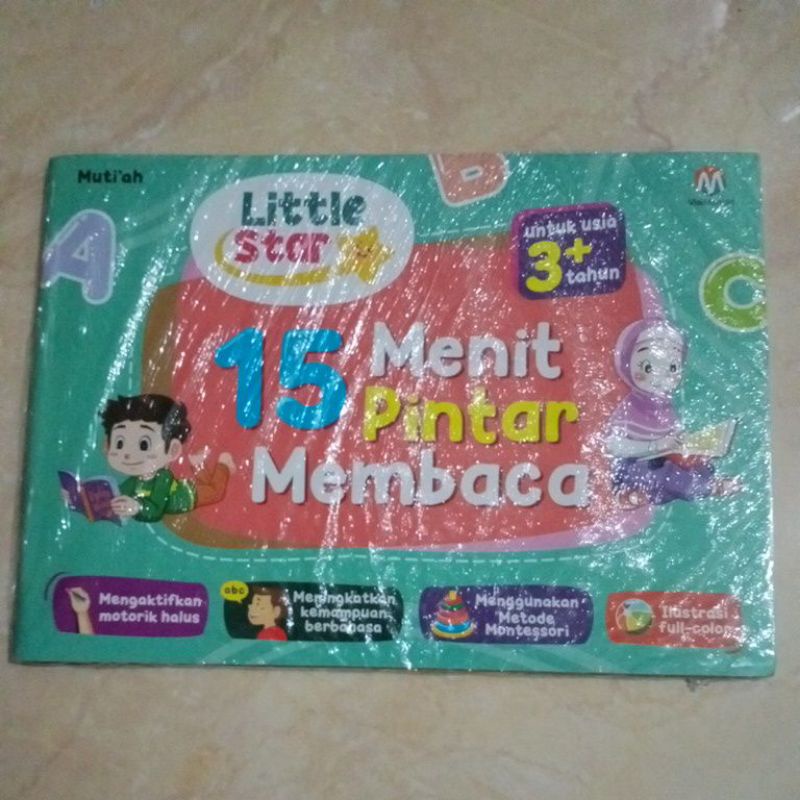 Muti'ah
A
B
C
M
Little
Star
untuk usia
3+
tahun
15 Menit
Pintar
Membaca
Mengaktifkan
motorik halus
abc
Meningkatkan
kemampuan
berbahasa
Menggunakan
Metode
Montessori
Ilustrasi
full-color